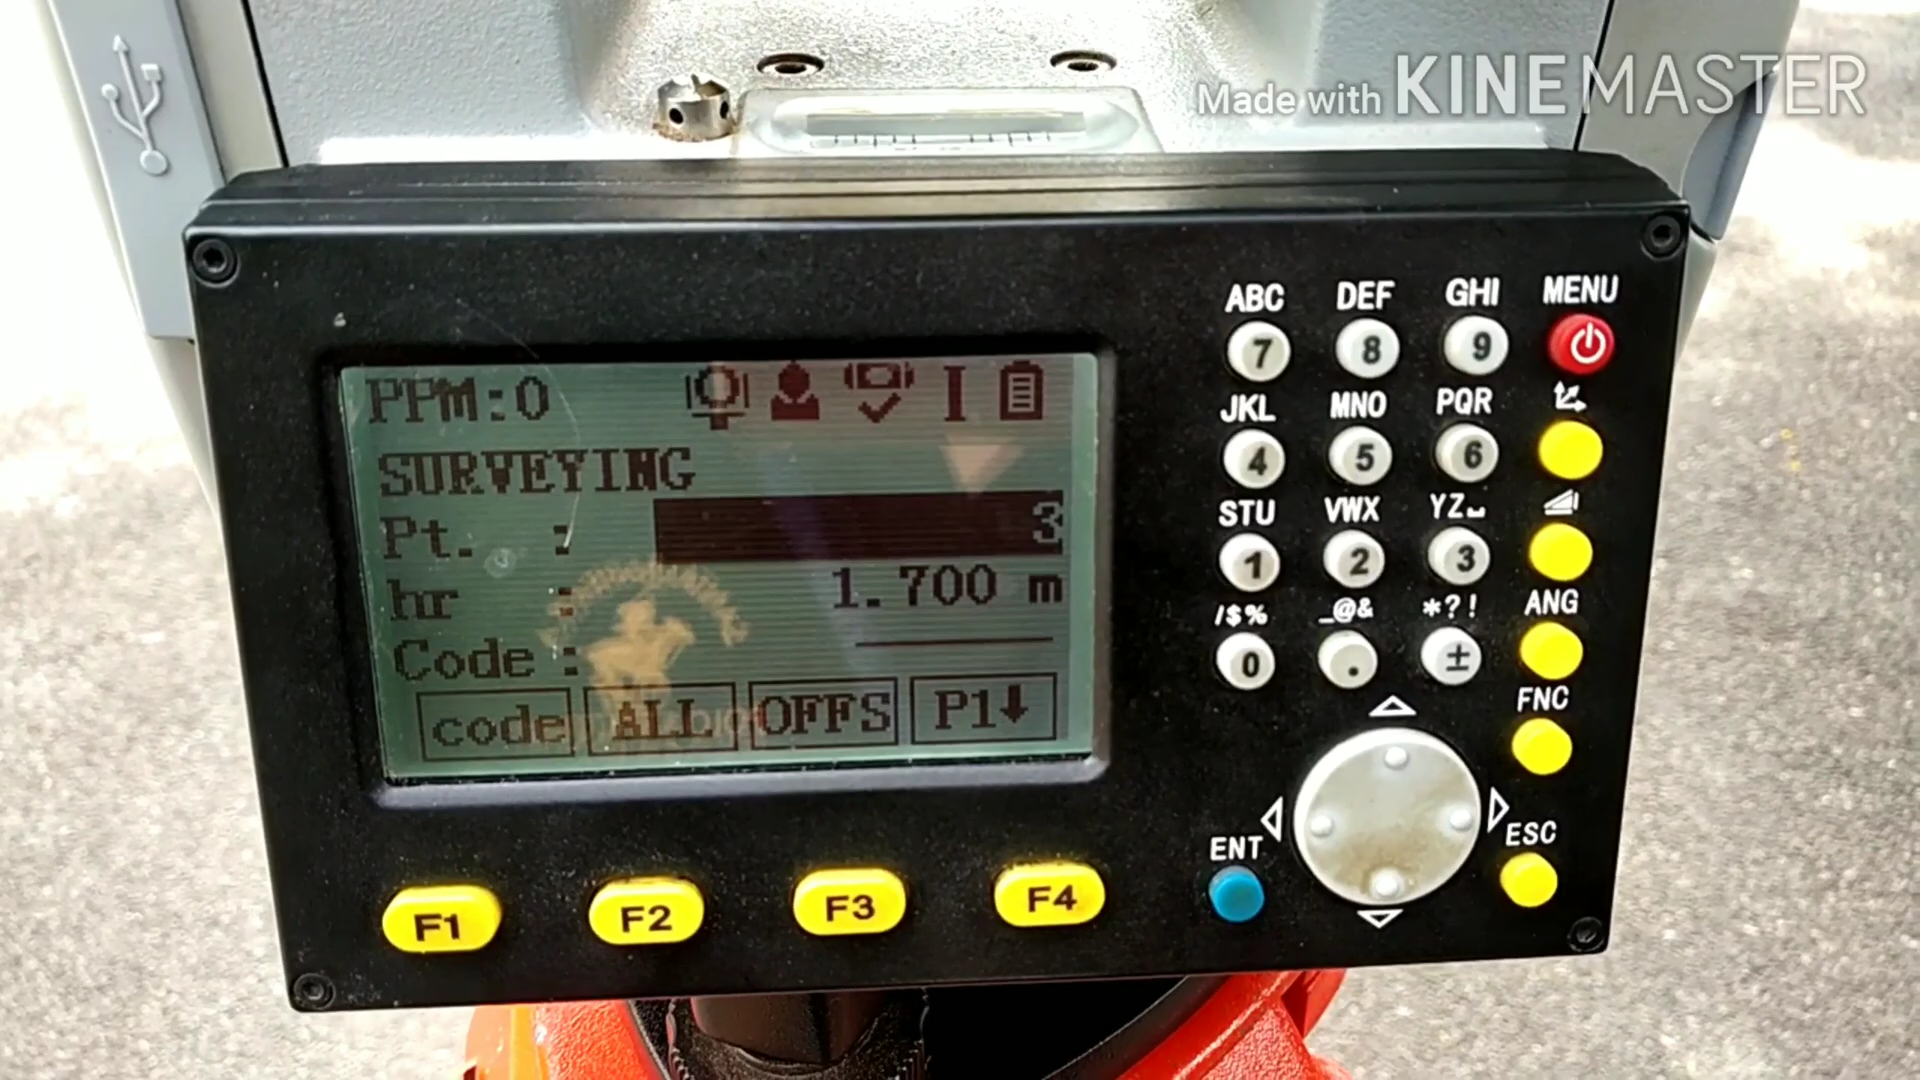 Made with KINEMASTER
PPM:0
SURVEYING
Pt. : 3
hr : 1.700 m
Code :
code ALL OFFS P1
F1 F2 F3 F4
ABC DEF GHI MENU
7 8 9
JKL MNO PQR
4 5 6
STU VWX YZ␣
1 2 3
/$% _@& *?! ANG
0 . ±
FNC
ENT
ESC